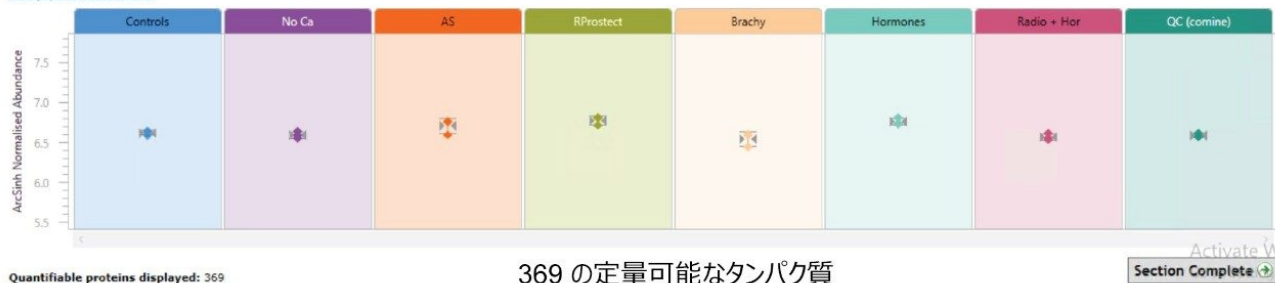 Controls No Ca AS RProstect Brachy Hormones Radio + Hor QC (comine)
ArcSinh Normalised Abundance
7.5
7.0
6.5
6.0
5.5
Activate
Quantifiable proteins displayed: 369 369 の定量可能なタンパク質 Section Complete